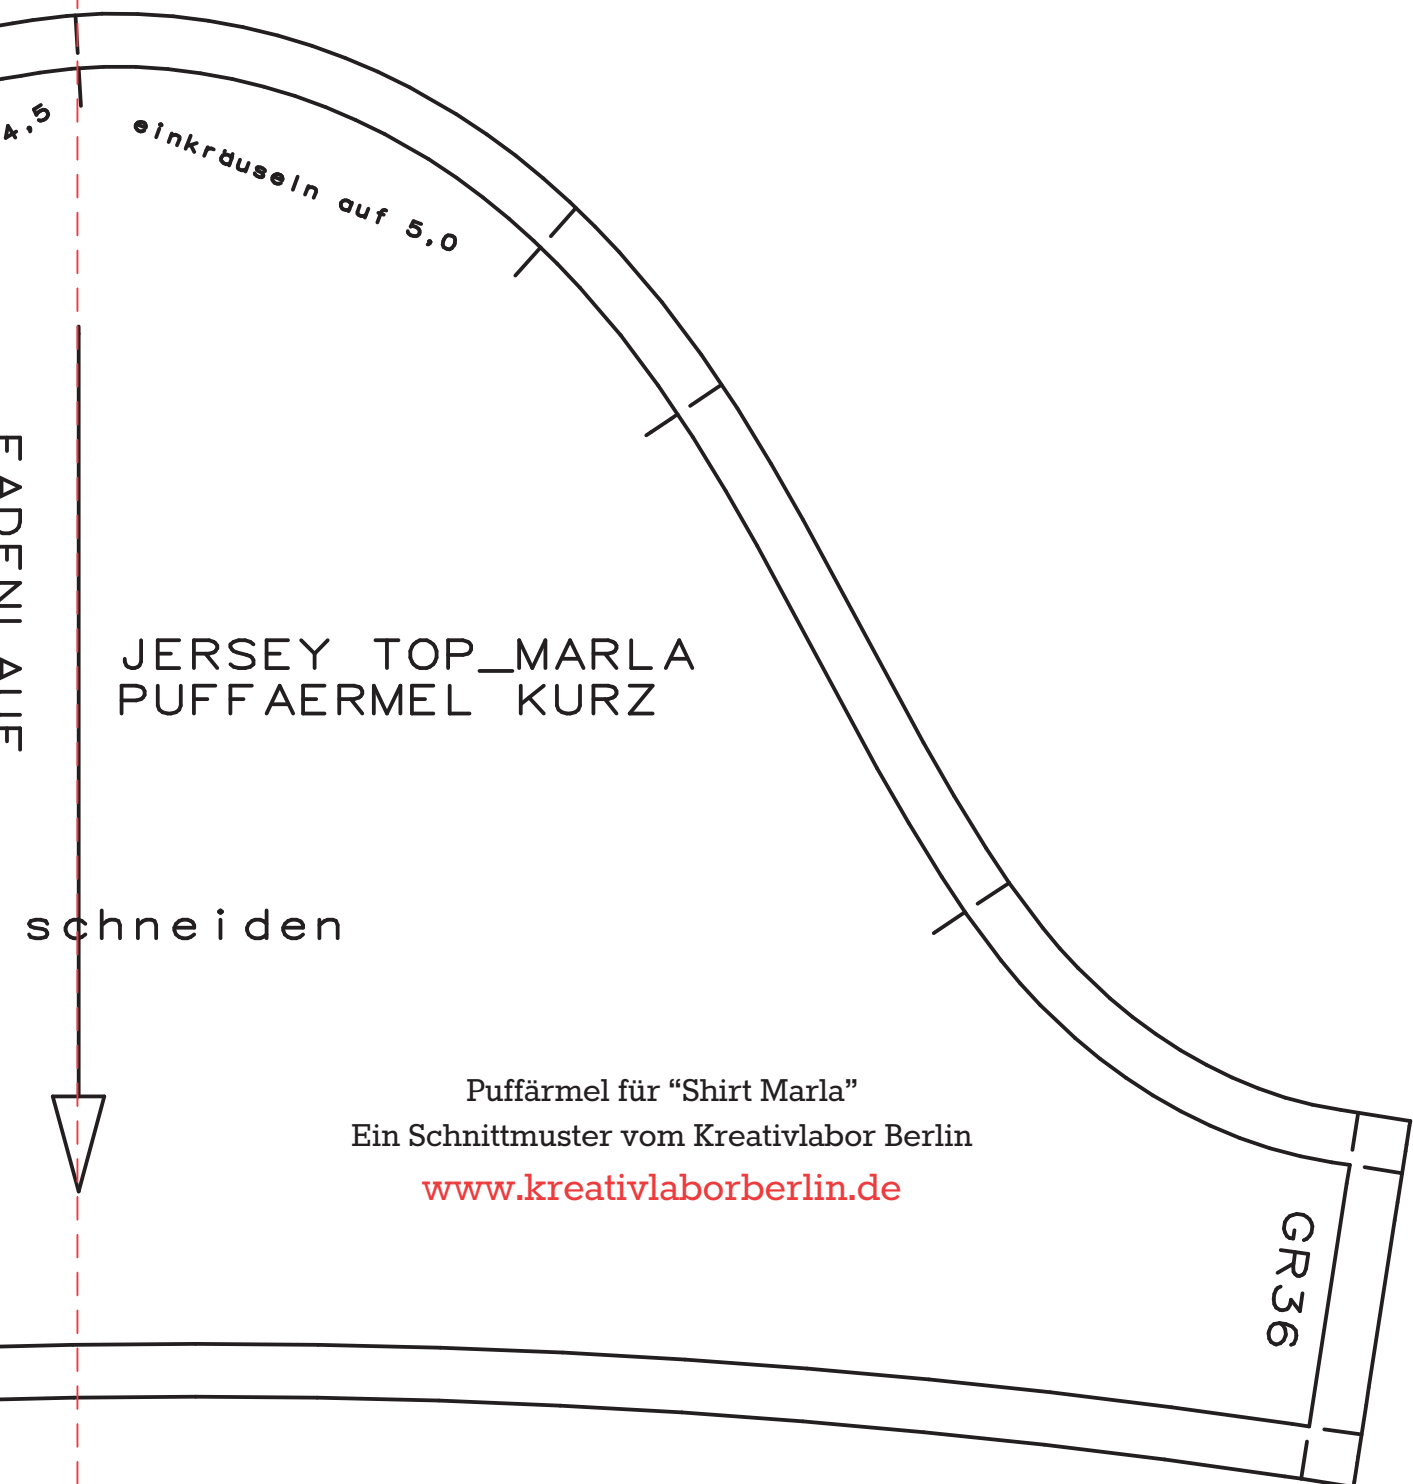 4,5
einkräuseln auf 5,0
FADENLAUF
JERSEY TOP_MARLA
PUFFAERMEL KURZ
schneiden
Puffärmel für “Shirt Marla”
Ein Schnittmuster vom Kreativlabor Berlin
www.kreativlaborberlin.de
GR36